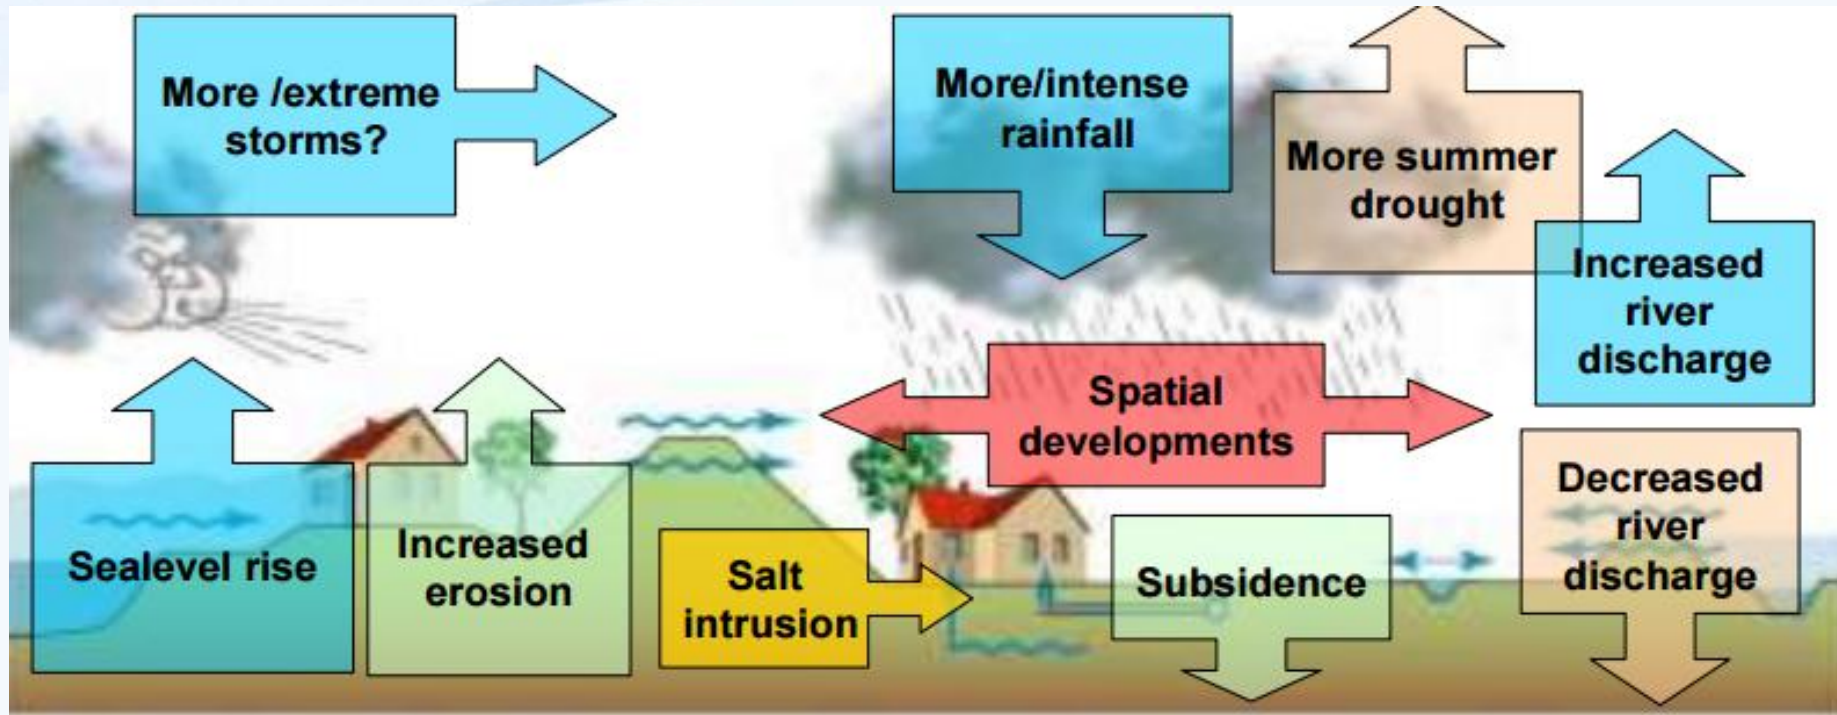 More /extreme
storms?
More/intense
rainfall
More summer
drought
Increased
river
discharge
Spatial
developments
Sealevel rise
Increased
erosion
Salt
intrusion
Subsidence
Decreased
river
discharge